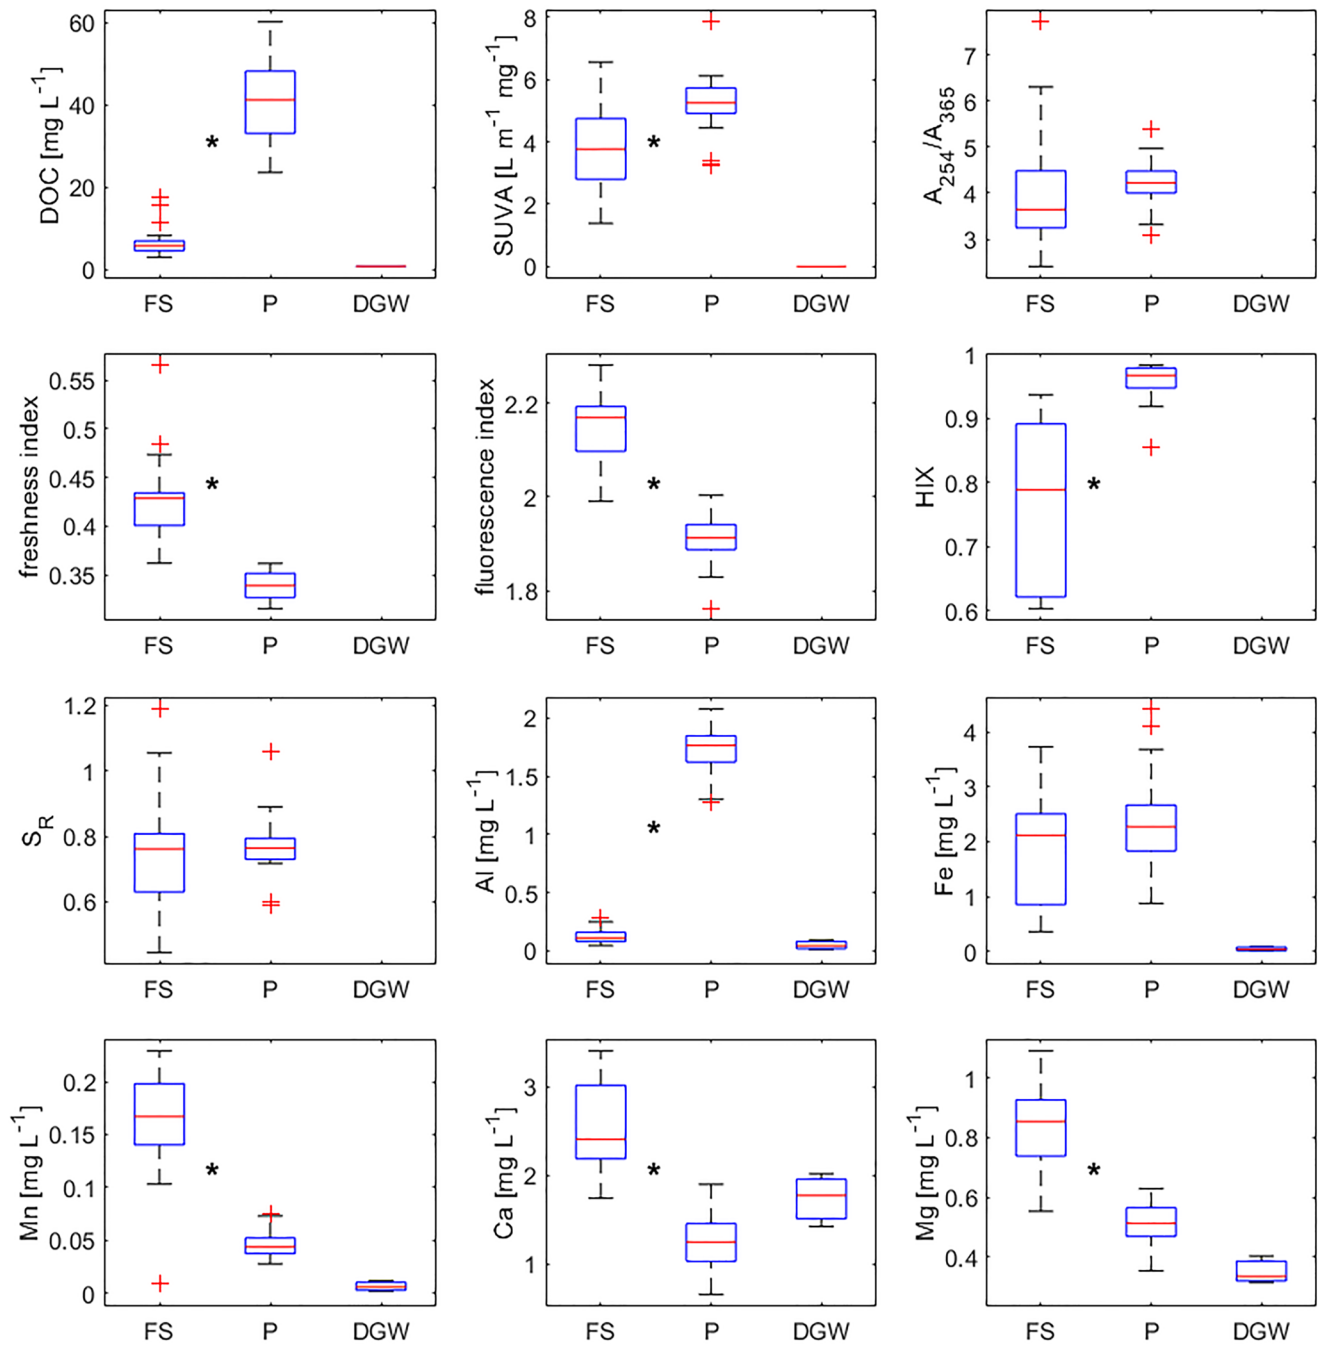 DOC [mg L-1]
60
40
20
0
FS P DGW
*
SUVA [L m-1 mg-1]
8
6
4
2
0
FS P DGW
*
A254/A365
7
6
5
4
3
FS P DGW
freshness index
0.55
0.5
0.45
0.4
0.35
FS P DGW
*
fluorescence index
2.2
2
1.8
FS P DGW
*
HIX
1
0.9
0.8
0.7
0.6
FS P DGW
*
SR
1.2
1
0.8
0.6
FS P DGW
Al [mg L-1]
2
1.5
1
0.5
0
FS P DGW
*
Fe [mg L-1]
4
3
2
1
0
FS P DGW
Mn [mg L-1]
0.2
0.15
0.1
0.05
0
FS P DGW
*
Ca [mg L-1]
3
2
1
FS P DGW
*
Mg [mg L-1]
1
0.8
0.6
0.4
FS P DGW
*